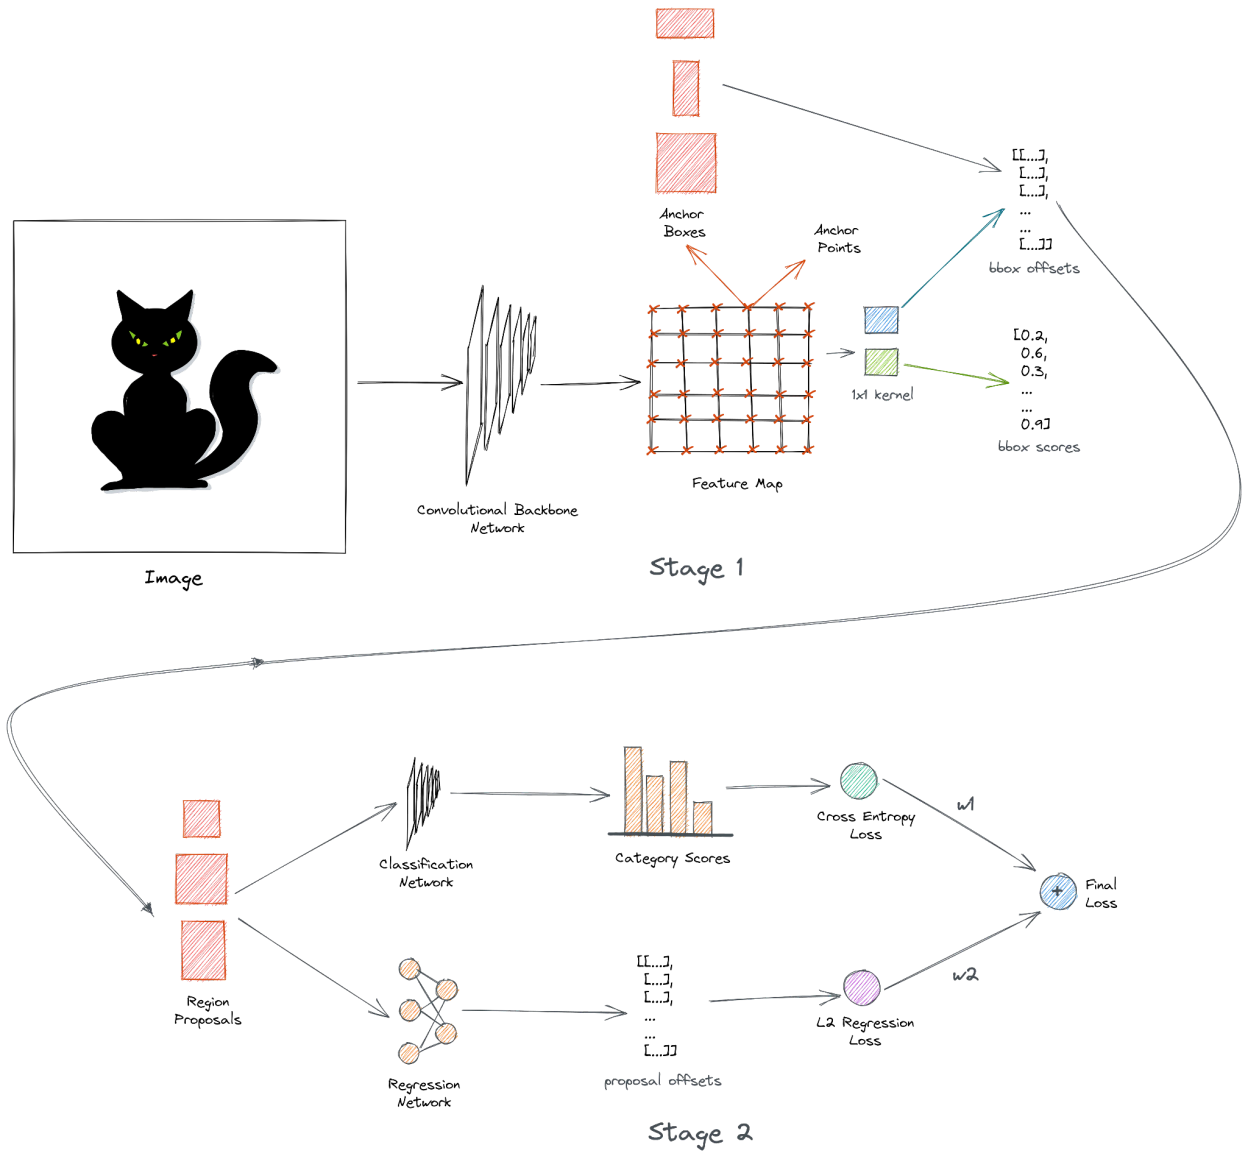 Anchor
Boxes
Anchor
Points
[[...],
[...],
[...],
...
...
[...]]
bbox offsets
[0.2,
0.6,
0.3,
...
...
0.9]
bbox scores
1x1 kernel
Feature Map
Convolutional Backbone
Network
Image
Stage 1
Region
Proposals
Classification
Network
Category Scores
Cross Entropy
Loss
w1
+
Final
Loss
w2
Regression
Network
[[...],
[...],
[...],
...
...
[...]]
proposal offsets
L2 Regression
Loss
Stage 2